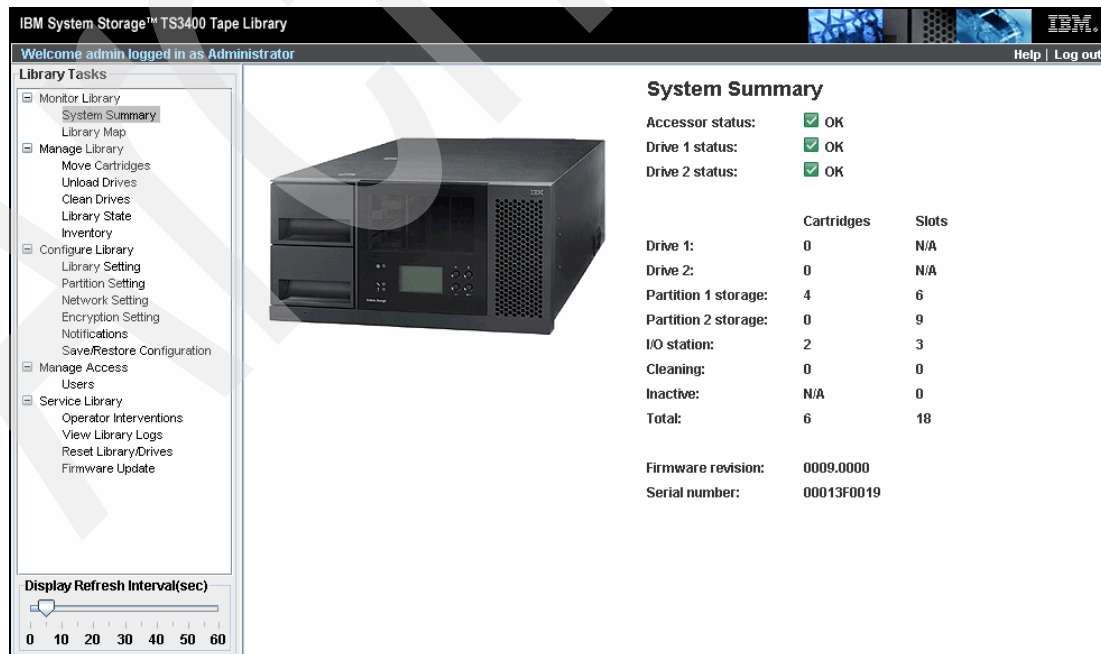 IBM System Storage™ TS3400 Tape Library
IBM.
Welcome admin logged in as Administrator
Help | Log out
Library Tasks
Monitor Library
System Summary
Library Map
Manage Library
Move Cartridges
Unload Drives
Clean Drives
Library State
Inventory
Configure Library
Library Setting
Partition Setting
Network Setting
Encryption Setting
Notifications
Save/Restore Configuration
Manage Access
Users
Service Library
Operator Interventions
View Library Logs
Reset Library/Drives
Firmware Update
Display Refresh Interval(sec)
0 10 20 30 40 50 60
IBM
System Summary
Accessor status: OK
Drive 1 status: OK
Drive 2 status: OK
Cartridges Slots
Drive 1: 0 N/A
Drive 2: 0 N/A
Partition 1 storage: 4 6
Partition 2 storage: 0 9
I/O station: 2 3
Cleaning: 0 0
Inactive: N/A 0
Total: 6 18
Firmware revision: 0009.0000
Serial number: 00013F0019